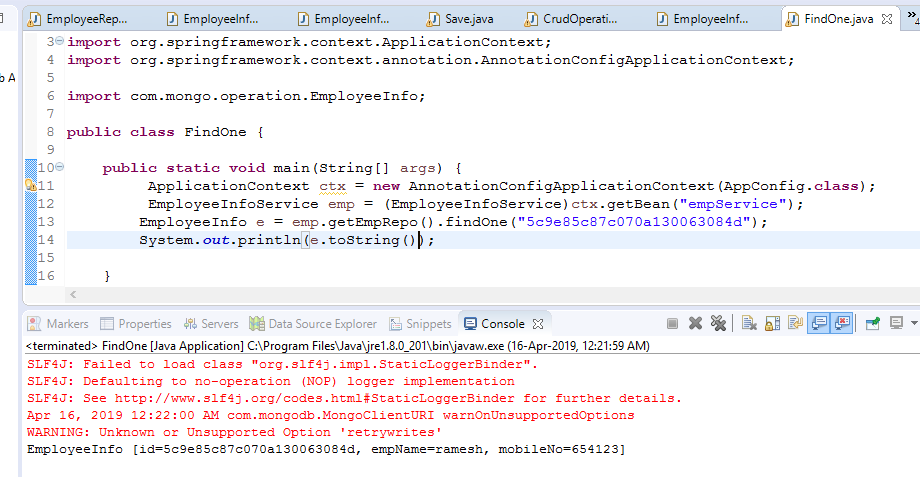 EmployeeRep... EmployeeInf... EmployeeInf... Save.java CrudOperati... EmployeeInf... FindOne.java
3 import org.springframework.context.ApplicationContext;
4 import org.springframework.context.annotation.AnnotationConfigApplicationContext;
5
b A
6 import com.mongo.operation.EmployeeInfo;
7
8 public class FindOne {
9
10 public static void main(String[] args) {
11 ApplicationContext ctx = new AnnotationConfigApplicationContext(AppConfig.class);
12 EmployeeInfoService emp = (EmployeeInfoService)ctx.getBean("empService");
13 EmployeeInfo e = emp.getEmpRepo().findOne("5c9e85c87c070a130063084d");
14 System.out.println(e.toString());
15
16 }
Markers Properties Servers Data Source Explorer Snippets Console
<terminated> FindOne [Java Application] C:\Program Files\Java\jre1.8.0_201\bin\javaw.exe (16-Apr-2019, 12:21:59 AM)
SLF4J: Failed to load class "org.slf4j.impl.StaticLoggerBinder".
SLF4J: Defaulting to no-operation (NOP) logger implementation
SLF4J: See http://www.slf4j.org/codes.html#StaticLoggerBinder for further details.
Apr 16, 2019 12:22:00 AM com.mongodb.MongoClientURI warnOnUnsupportedOptions
WARNING: Unknown or Unsupported Option 'retrywrites'
EmployeeInfo [id=5c9e85c87c070a130063084d, empName=ramesh, mobileNo=654123]